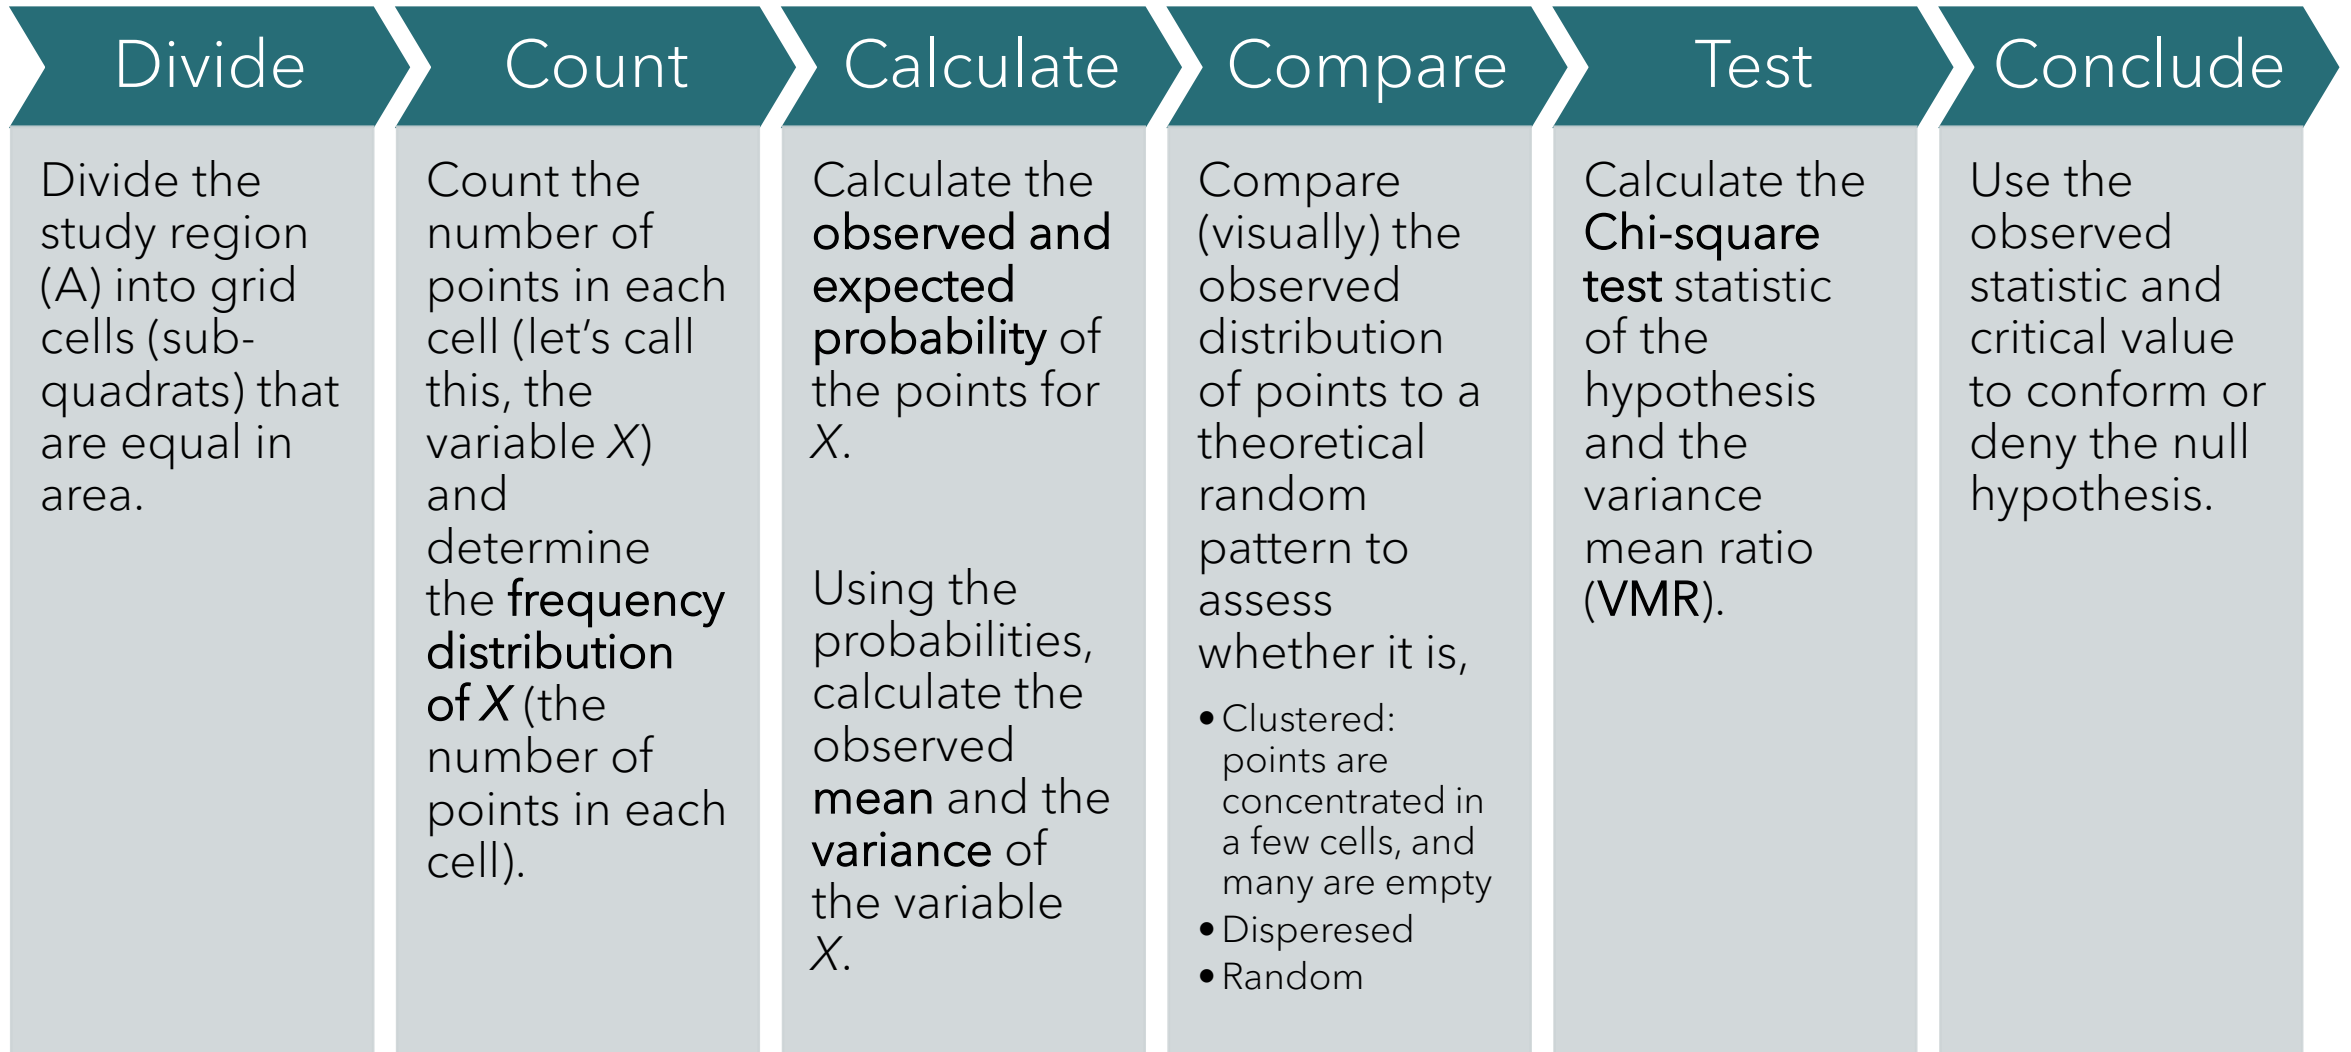 Divide
Divide the
study region
(A) into grid
cells (sub-
quadrats) that
are equal in
area.
Count
Count the
number of
points in each
cell (let's call
this, the
variable X)
and
determine
the frequency
distribution
of X (the
number of
points in each
cell).
Calculate
Calculate the
observed and
expected
probability of
the points for
X.
Using the
probabilities,
calculate the
observed
mean and the
variance of
the variable
X.
Compare
Compare
(visually) the
observed
distribution
of points to a
theoretical
random
pattern to
assess
whether it is,
• Clustered:
points are
concentrated in
a few cells, and
many are empty
• Disperesed
• Random
Test
Calculate the
Chi-square
test statistic
of the
hypothesis
and the
variance
mean ratio
(VMR).
Conclude
Use the
observed
statistic and
critical value
to conform or
deny the null
hypothesis.